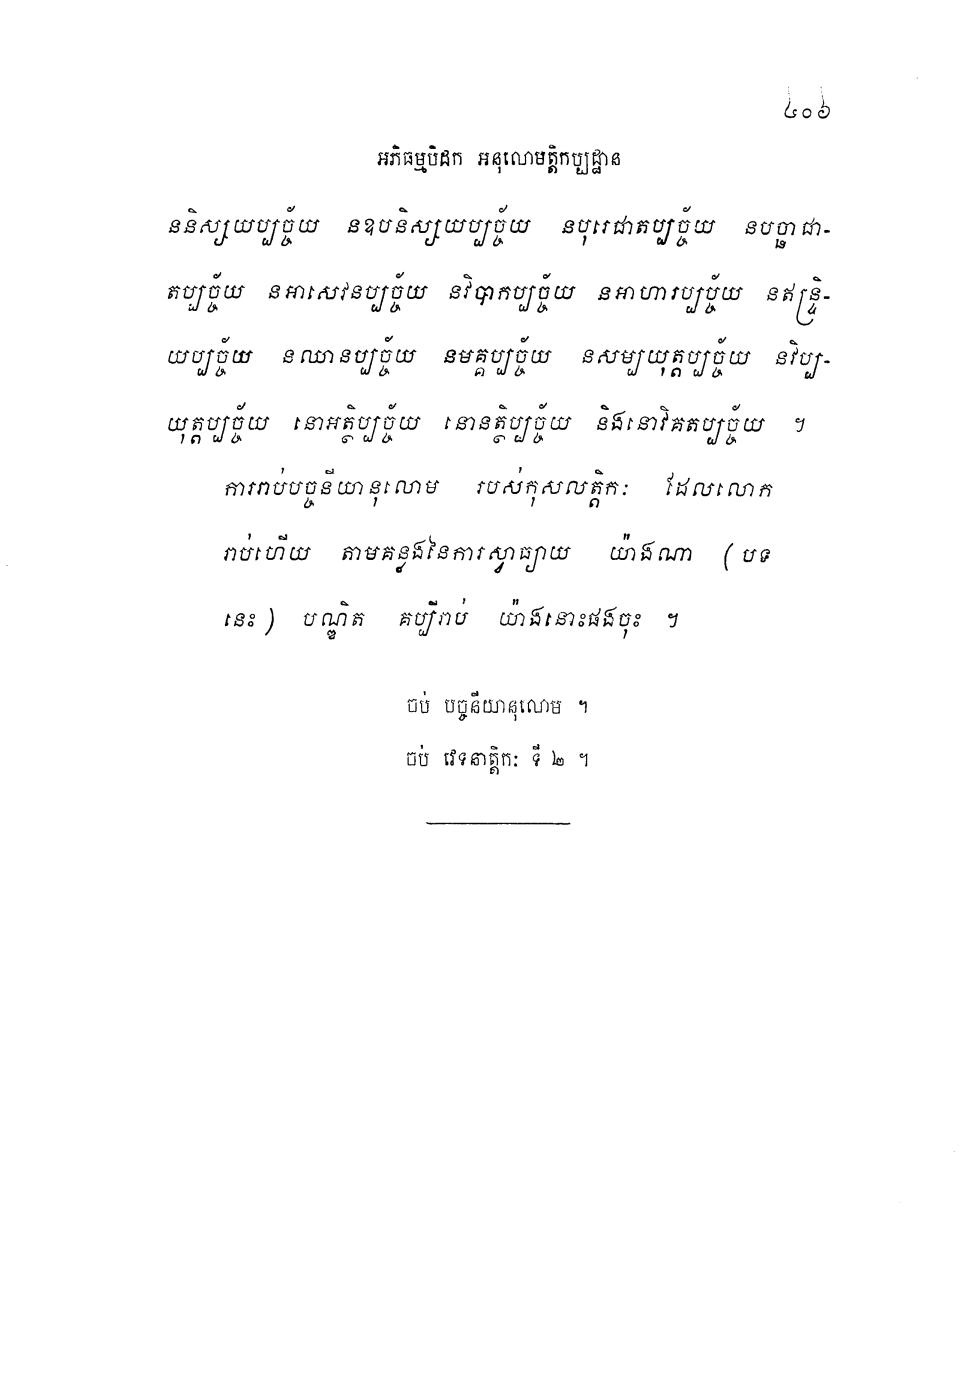 ៤០៦
អភិធម្មបិដក អនុលោមត្តិកប្បដ្ឋាន
ននិស្សយប្បច្ច័យ នឧបនិស្សយប្បច្ច័យ នបុរេជាតប្បច្ច័យ នបច្ឆាជា-
តប្បច្ច័យ នអាសេវនប្បច្ច័យ នវិបាកប្បច្ច័យ នអាហារប្បច្ច័យ នឥន្ទ្រិ-
យប្បច្ច័យ នឈានប្បច្ច័យ នមគ្គប្បច្ច័យ នសម្បយុត្តប្បច្ច័យ នវិប្ប-
យុត្តប្បច្ច័យ នោអត្ថិប្បច្ច័យ នោនត្ថិប្បច្ច័យ និងនោវិគតប្បច្ច័យ ។
ការរាប់បច្ចនីយានុលោម របស់កុសលត្តិកៈ ដែលលោក
រាប់ហើយ តាមគន្លងនៃការស្វាធ្យាយ យ៉ាងណា (បទ
នេះ) បណ្ឌិត គប្បីរាប់ យ៉ាងនោះផងចុះ ។
ចប់ បច្ចនីយានុលោម ។
ចប់ វេទនាត្តិកៈ ទី ២ ។